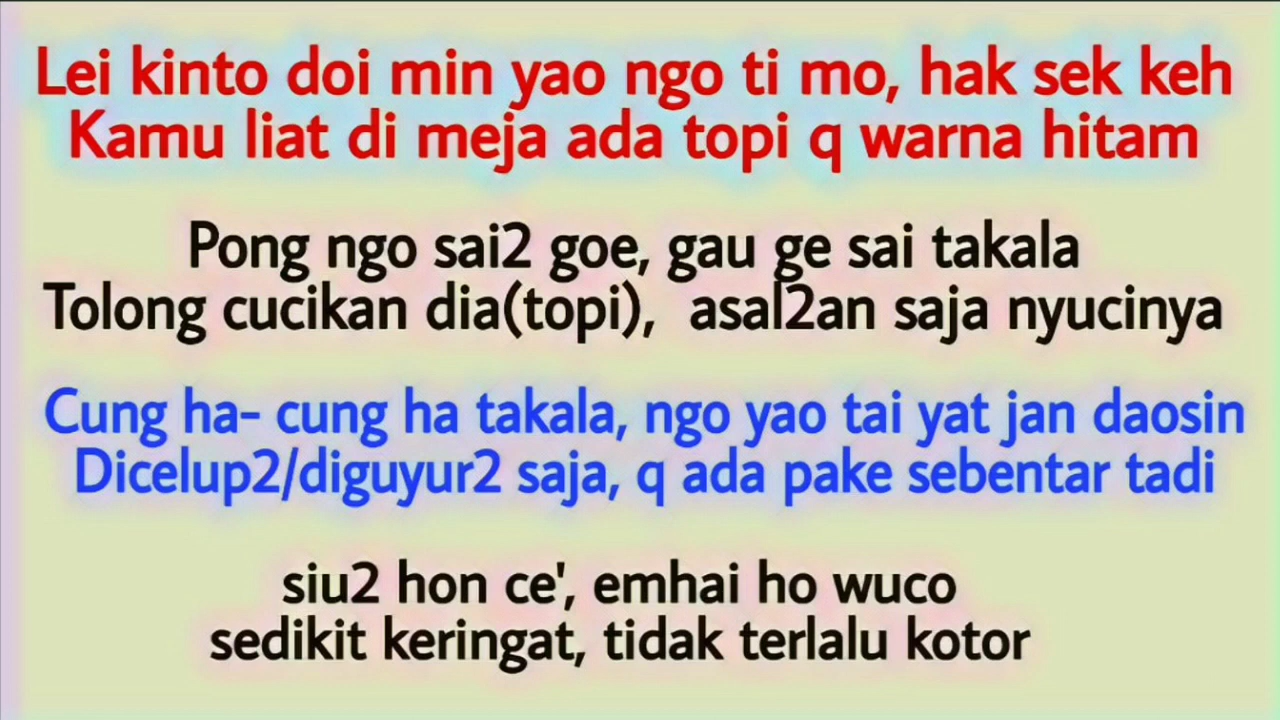 Lei kinto doi min yao ngo ti mo, hak sek keh
Kamu liat di meja ada topi q warna hitam
Pong ngo sai2 goe, gau ge sai takala
Tolong cucikan dia(topi), asal2an saja nyucinya
Cung ha- cung ha takala, ngo yao tai yat jan daosin
Dicelup2/diguyur2 saja, q ada pake sebentar tadi
siu2 hon ce', emhai ho wuco
sedikit keringat, tidak terlalu kotor